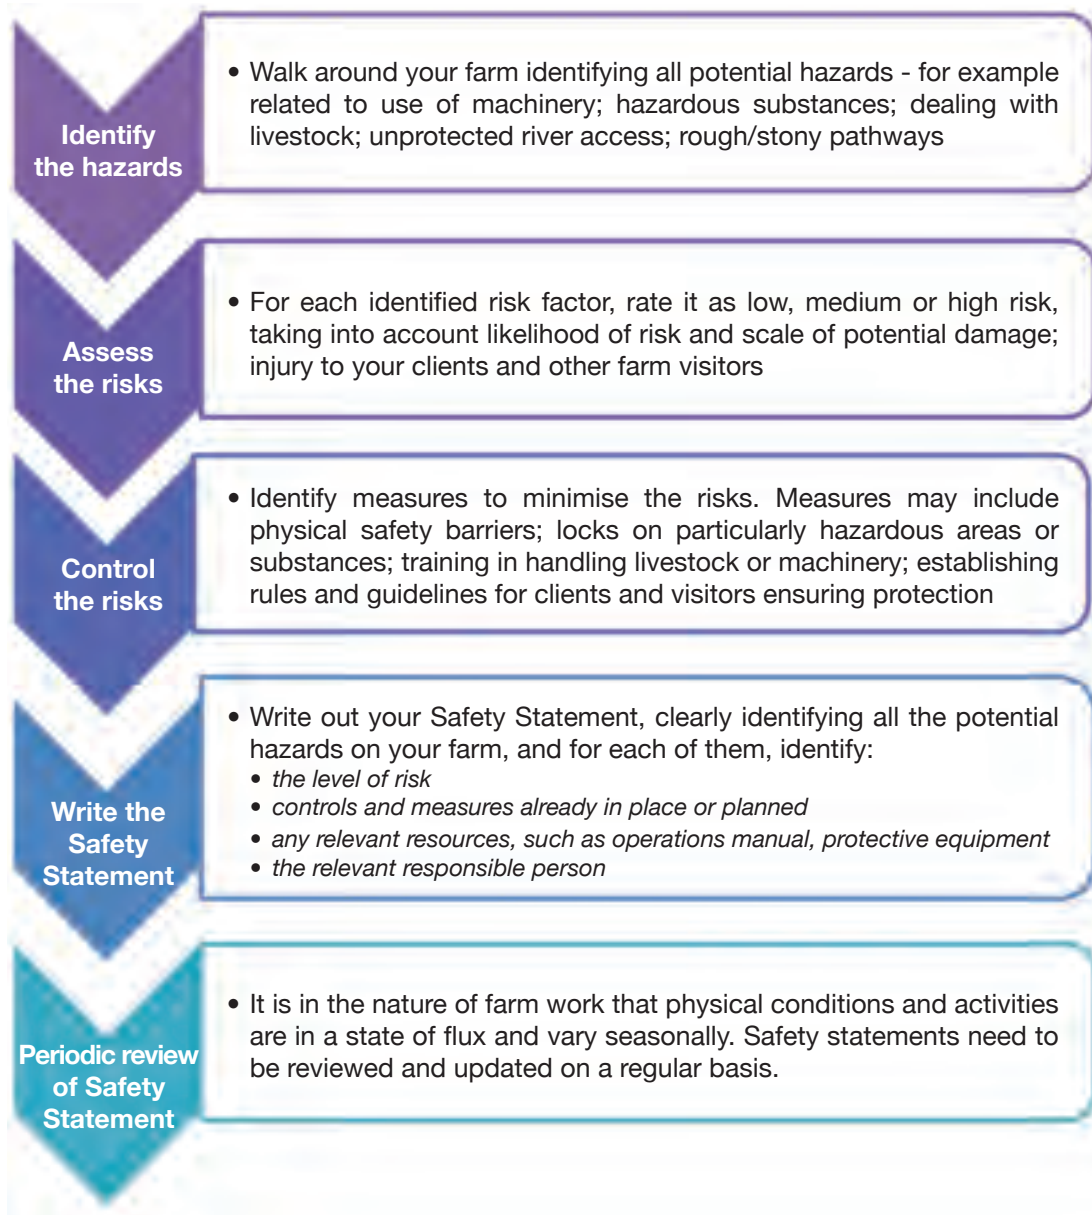 Identify
the hazards
• Walk around your farm identifying all potential hazards - for example
related to use of machinery; hazardous substances; dealing with
livestock; unprotected river access; rough/stony pathways
Assess
the risks
• For each identified risk factor, rate it as low, medium or high risk,
taking into account likelihood of risk and scale of potential damage;
injury to your clients and other farm visitors
Control
the risks
• Identify measures to minimise the risks. Measures may include
physical safety barriers; locks on particularly hazardous areas or
substances; training in handling livestock or machinery; establishing
rules and guidelines for clients and visitors ensuring protection
Write the
Safety
Statement
• Write out your Safety Statement, clearly identifying all the potential
hazards on your farm, and for each of them, identify:
• the level of risk
• controls and measures already in place or planned
• any relevant resources, such as operations manual, protective equipment
• the relevant responsible person
Periodic review
of Safety
Statement
• It is in the nature of farm work that physical conditions and activities
are in a state of flux and vary seasonally. Safety statements need to
be reviewed and updated on a regular basis.